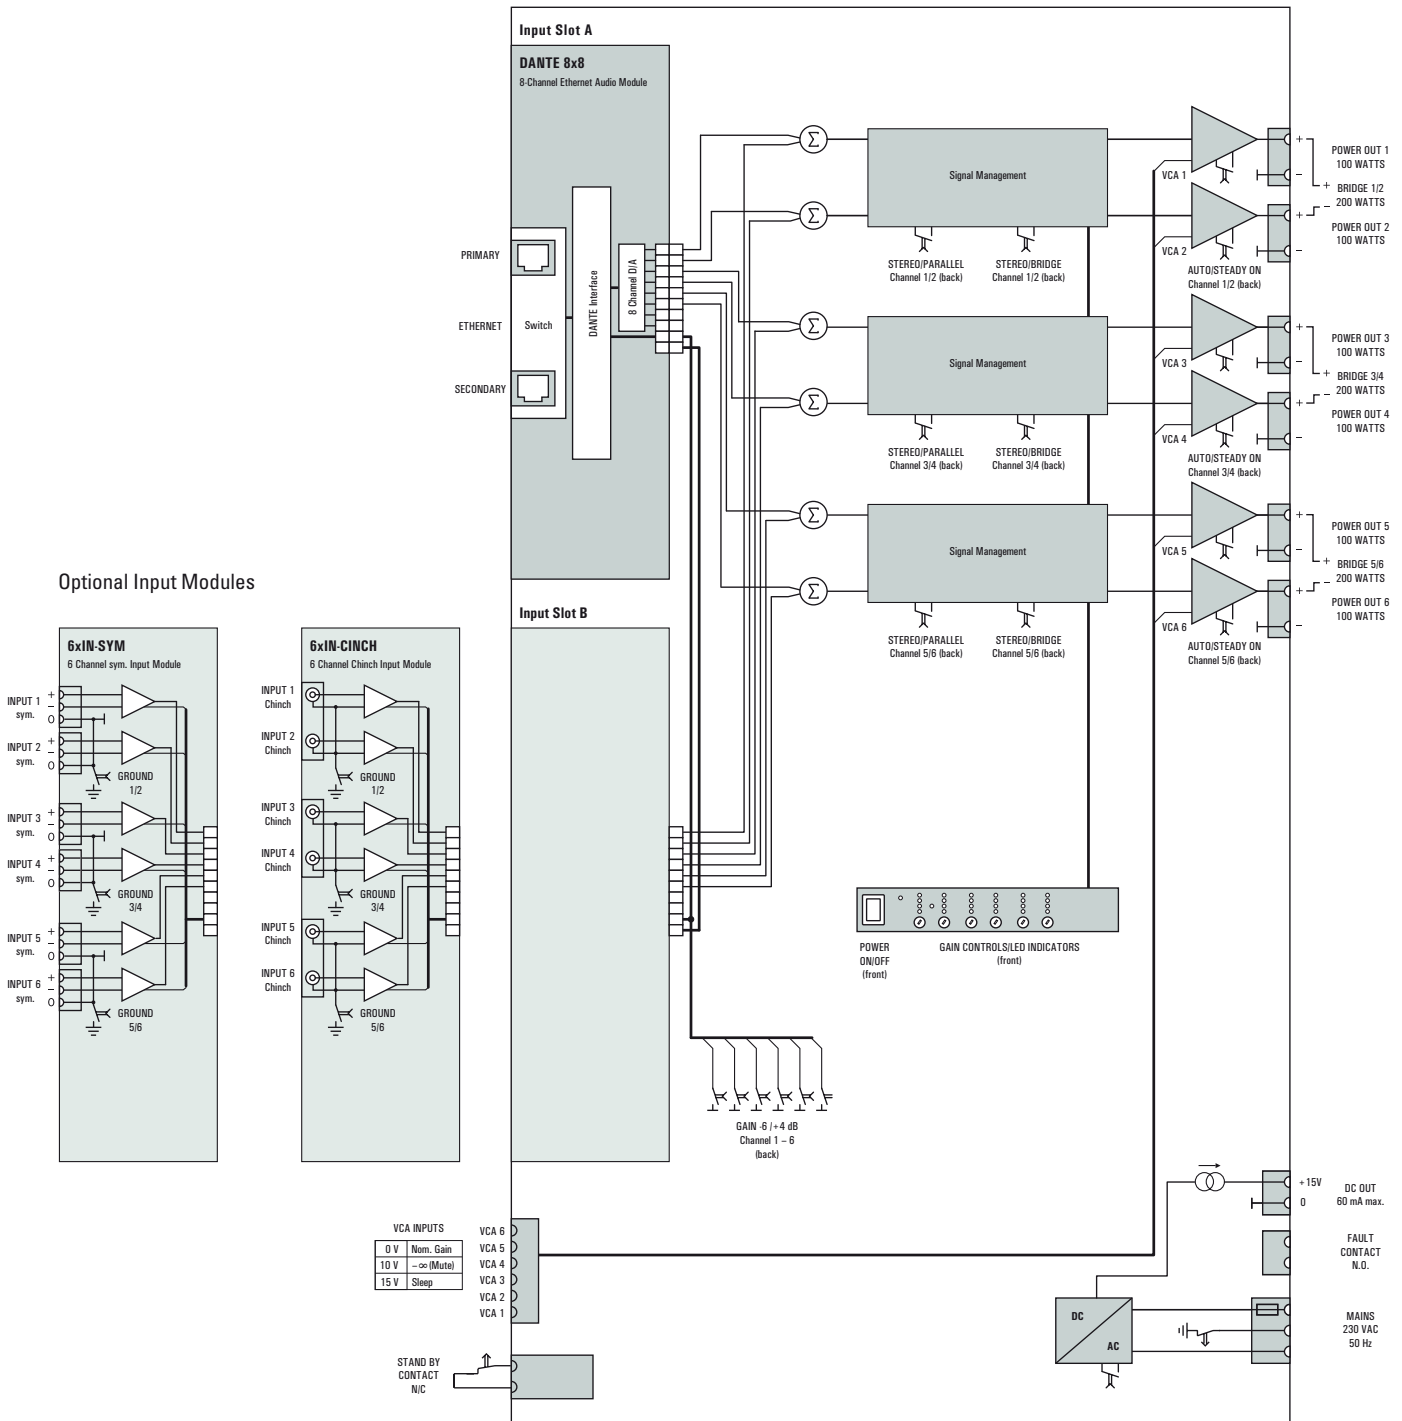 Input Slot A
DANTE 8x8
8-Channel Ethernet Audio Module
PRIMARY
ETHERNET
SECONDARY
Switch
DANTE Interface
8 Channel D/A
Σ
Σ
Σ
Σ
Σ
Σ
Signal Management
STEREO/PARALLEL
Channel 1/2 (back)
STEREO/BRIDGE
Channel 1/2 (back)
Signal Management
STEREO/PARALLEL
Channel 3/4 (back)
STEREO/BRIDGE
Channel 3/4 (back)
Signal Management
STEREO/PARALLEL
Channel 5/6 (back)
STEREO/BRIDGE
Channel 5/6 (back)
VCA 1
VCA 2
AUTO/STEADY ON
Channel 1/2 (back)
VCA 3
VCA 4
AUTO/STEADY ON
Channel 3/4 (back)
VCA 5
VCA 6
AUTO/STEADY ON
Channel 5/6 (back)
+
−
+
−
+
−
POWER OUT 1
100 WATTS
BRIDGE 1/2
200 WATTS
POWER OUT 2
100 WATTS
+
−
+
−
+
−
POWER OUT 3
100 WATTS
BRIDGE 3/4
200 WATTS
POWER OUT 4
100 WATTS
+
−
+
−
+
−
POWER OUT 5
100 WATTS
BRIDGE 5/6
200 WATTS
POWER OUT 6
100 WATTS
Optional Input Modules
6xIN-SYM
6 Channel sym. Input Module
INPUT 1
sym.
+
−
0
INPUT 2
sym.
+
−
0
GROUND
1/2
INPUT 3
sym.
+
−
0
INPUT 4
sym.
+
−
0
GROUND
3/4
INPUT 5
sym.
+
−
0
INPUT 6
sym.
+
−
0
GROUND
5/6
6xIN-CINCH
6 Channel Chinch Input Module
INPUT 1
Chinch
INPUT 2
Chinch
GROUND
1/2
INPUT 3
Chinch
INPUT 4
Chinch
GROUND
3/4
INPUT 5
Chinch
INPUT 6
Chinch
GROUND
5/6
Input Slot B
POWER
ON/OFF
(front)
GAIN CONTROLS/LED INDICATORS
(front)
GAIN -6 /+4 dB
Channel 1 – 6
(back)
VCA INPUTS
0 V Nom. Gain
10 V −∞ (Mute)
15 V Sleep
VCA 6
VCA 5
VCA 4
VCA 3
VCA 2
VCA 1
STAND BY
CONTACT
N/C
+15V
0
DC OUT
60 mA max.
FAULT
CONTACT
N.O.
DC
AC
MAINS
230 VAC
50 Hz